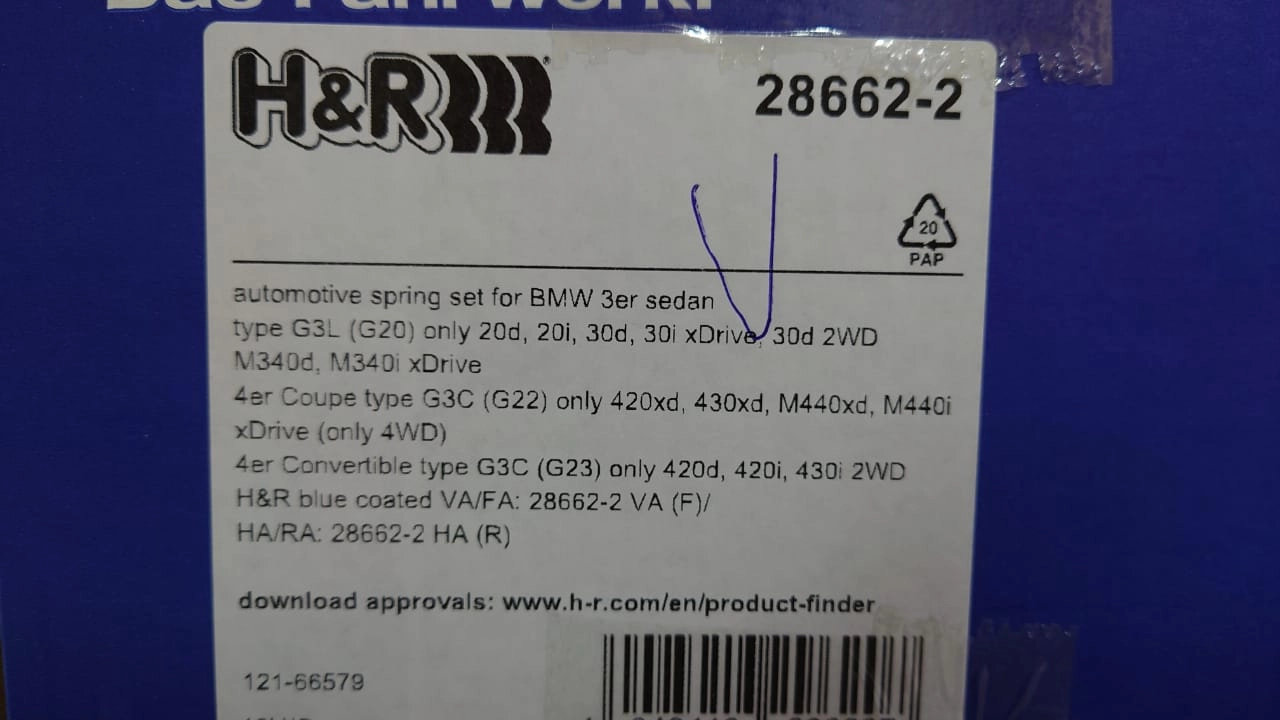 Das Fahrwerk.
H&R
28662-2
20
PAP
automotive spring set for BMW 3er sedan
type G3L (G20) only 20d, 20i, 30d, 30i xDrive, 30d 2WD
M340d, M340i xDrive
4er Coupe type G3C (G22) only 420xd, 430xd, M440xd, M440i
xDrive (only 4WD)
4er Convertible type G3C (G23) only 420d, 420i, 430i 2WD
H&R blue coated VA/FA: 28662-2 VA (F)/
HA/RA: 28662-2 HA (R)
download approvals: www.h-r.com/en/product-finder
121-66579